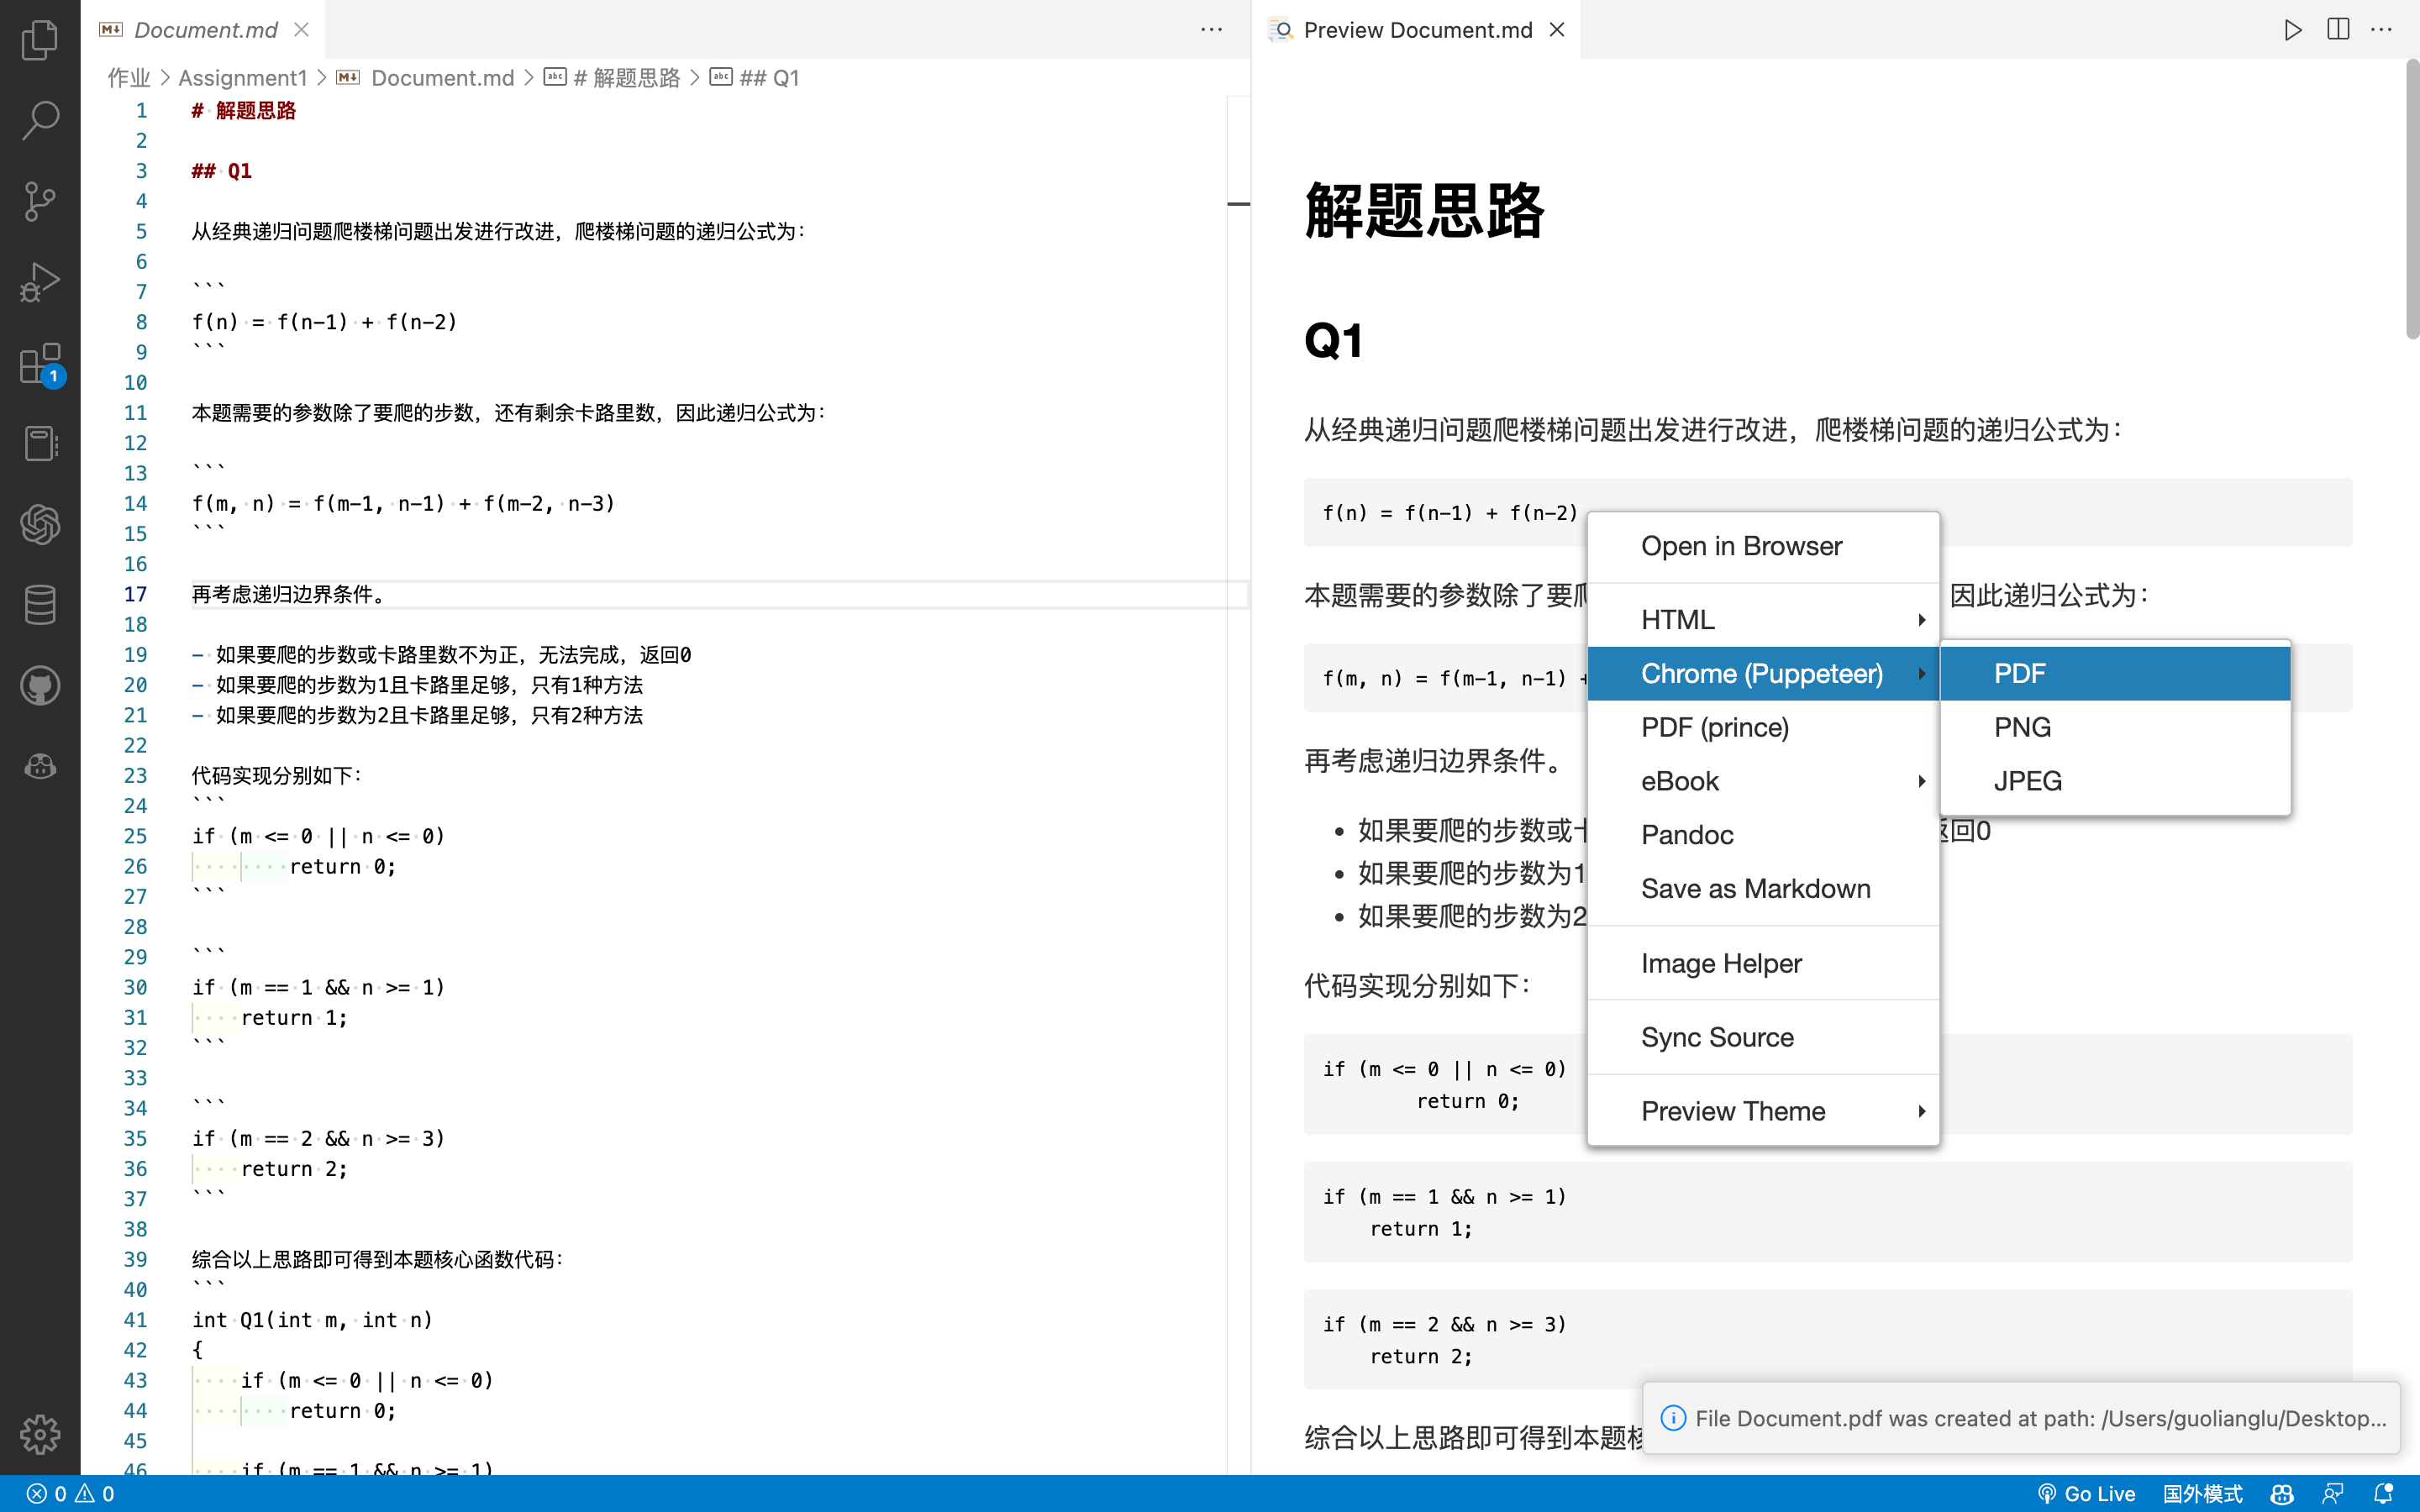 Document.md
作业 > Assignment1 > Document.md > # 解题思路 > ## Q1
1 # 解题思路
2
3 ## Q1
4
5 从经典递归问题爬楼梯问题出发进行改进，爬楼梯问题的递归公式为：
6
7 ```
8 f(n) = f(n-1) + f(n-2)
9 ```
10
11 本题需要的参数除了要爬的步数，还有剩余卡路里数，因此递归公式为：
12
13 ```
14 f(m, n) = f(m-1, n-1) + f(m-2, n-3)
15 ```
16
17 再考虑递归边界条件。
18
19 - 如果要爬的步数或卡路里数不为正，无法完成，返回0
20 - 如果要爬的步数为1且卡路里足够，只有1种方法
21 - 如果要爬的步数为2且卡路里足够，只有2种方法
22
23 代码实现分别如下：
24 ```
25 if (m <= 0 || n <= 0)
26         return 0;
27 ```
28
29 ```
30 if (m == 1 && n >= 1)
31     return 1;
32 ```
33
34 ```
35 if (m == 2 && n >= 3)
36     return 2;
37 ```
38
39 综合以上思路即可得到本题核心函数代码：
40 ```
41 int Q1(int m, int n)
42 {
43     if (m <= 0 || n <= 0)
44         return 0;
45
46     if (m == 1 && n >= 1)
Preview Document.md
解题思路
Q1
从经典递归问题爬楼梯问题出发进行改进，爬楼梯问题的递归公式为：
f(n) = f(n-1) + f(n-2)
本题需要的参数除了要 因此递归公式为：
f(m, n) = f(m-1, n-1)
再考虑递归边界条件。
如果要爬的步数或 回0
如果要爬的步数为1
如果要爬的步数为2
代码实现分别如下：
if (m <= 0 || n <= 0)
        return 0;
if (m == 1 && n >= 1)
    return 1;
if (m == 2 && n >= 3)
    return 2;
综合以上思路即可得到本题
Open in Browser
HTML
Chrome (Puppeteer)
PDF (prince)
eBook
Pandoc
Save as Markdown
Image Helper
Sync Source
Preview Theme
PDF
PNG
JPEG
File Document.pdf was created at path: /Users/guolianglu/Desktop...
1
0 0
Go Live 国外模式